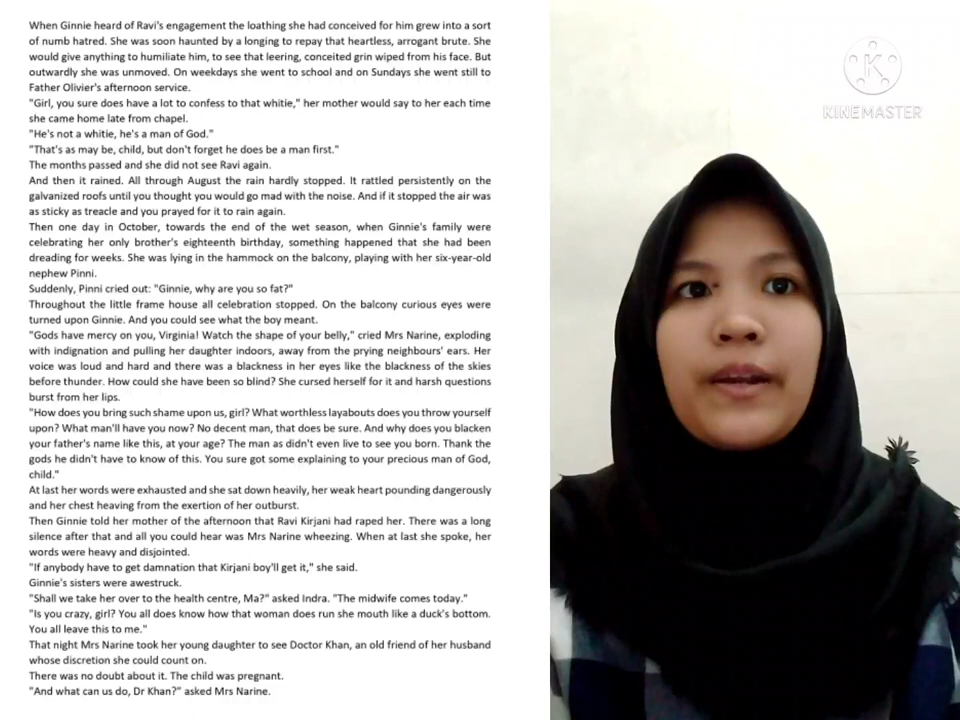 When Ginnie heard of Ravi's engagement the loathing she had conceived for him grew into a sort
of numb hatred. She was soon haunted by a longing to repay that heartless, arrogant brute. She
would give anything to humiliate him, to see that leering, conceited grin wiped from his face. But
outwardly she was unmoved. On weekdays she went to school and on Sundays she went still to
Father Olivier's afternoon service.
"Girl, you sure does have a lot to confess to that whitie," her mother would say to her each time
she came home late from chapel.
"He's not a whitie, he's a man of God."
"That's as may be, child, but don't forget he does be a man first."
The months passed and she did not see Ravi again.
And then it rained. All through August the rain hardly stopped. It rattled persistently on the
galvanized roofs until you thought you would go mad with the noise. And if it stopped the air was
as sticky as treacle and you prayed for it to rain again.
Then one day in October, towards the end of the wet season, when Ginnie's family were
celebrating her only brother's eighteenth birthday, something happened that she had been
dreading for weeks. She was lying in the hammock on the balcony, playing with her six-year-old
nephew Pinni.
Suddenly, Pinni cried out: "Ginnie, why are you so fat?"
Throughout the little frame house all celebration stopped. On the balcony curious eyes were
turned upon Ginnie. And you could see what the boy meant.
"Gods have mercy on you, Virginia! Watch the shape of your belly," cried Mrs Narine, exploding
with indignation and pulling her daughter indoors, away from the prying neighbours' ears. Her
voice was loud and hard and there was a blackness in her eyes like the blackness of the skies
before thunder. How could she have been so blind? She cursed herself for it and harsh questions
burst from her lips.
"How does you bring such shame upon us, girl? What worthless layabouts does you throw yourself
upon? What man'll have you now? No decent man, that does be sure. And why does you blacken
your father's name like this, at your age? The man as didn't even live to see you born. Thank the
gods he didn't have to know of this. You sure got some explaining to your precious man of God,
child."
At last her words were exhausted and she sat down heavily, her weak heart pounding dangerously
and her chest heaving from the exertion of her outburst.
Then Ginnie told her mother of the afternoon that Ravi Kirjani had raped her. There was a long
silence after that and all you could hear was Mrs Narine wheezing. When at last she spoke, her
words were heavy and disjointed.
"If anybody have to get damnation that Kirjani boy'll get it," she said.
Ginnie's sisters were awestruck.
"Shall we take her over to the health centre, Ma?" asked Indra. "The midwife comes today."
"Is you crazy, girl? You all does know how that woman does run she mouth like a duck's bottom.
You all leave this to me."
That night Mrs Narine took her young daughter to see Doctor Khan, an old friend of her husband
whose discretion she could count on.
There was no doubt about it. The child was pregnant.
"And what can us do, Dr Khan?" asked Mrs Narine.
K
KINEMASTER